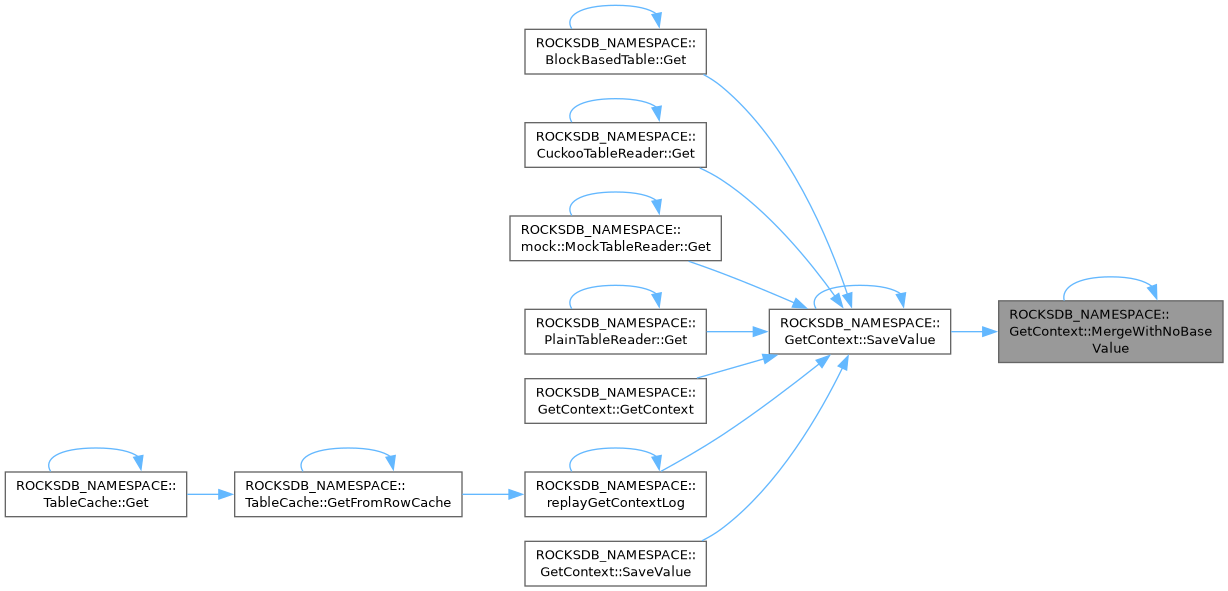 ROCKSDB_NAMESPACE::
BlockBasedTable::Get
ROCKSDB_NAMESPACE::
CuckooTableReader::Get
ROCKSDB_NAMESPACE::
mock::MockTableReader::Get
ROCKSDB_NAMESPACE::
PlainTableReader::Get
ROCKSDB_NAMESPACE::
GetContext::SaveValue
ROCKSDB_NAMESPACE::
GetContext::MergeWithNoBase
Value
ROCKSDB_NAMESPACE::
GetContext::GetContext
ROCKSDB_NAMESPACE::
TableCache::Get
ROCKSDB_NAMESPACE::
TableCache::GetFromRowCache
ROCKSDB_NAMESPACE::
replayGetContextLog
ROCKSDB_NAMESPACE::
GetContext::SaveValue